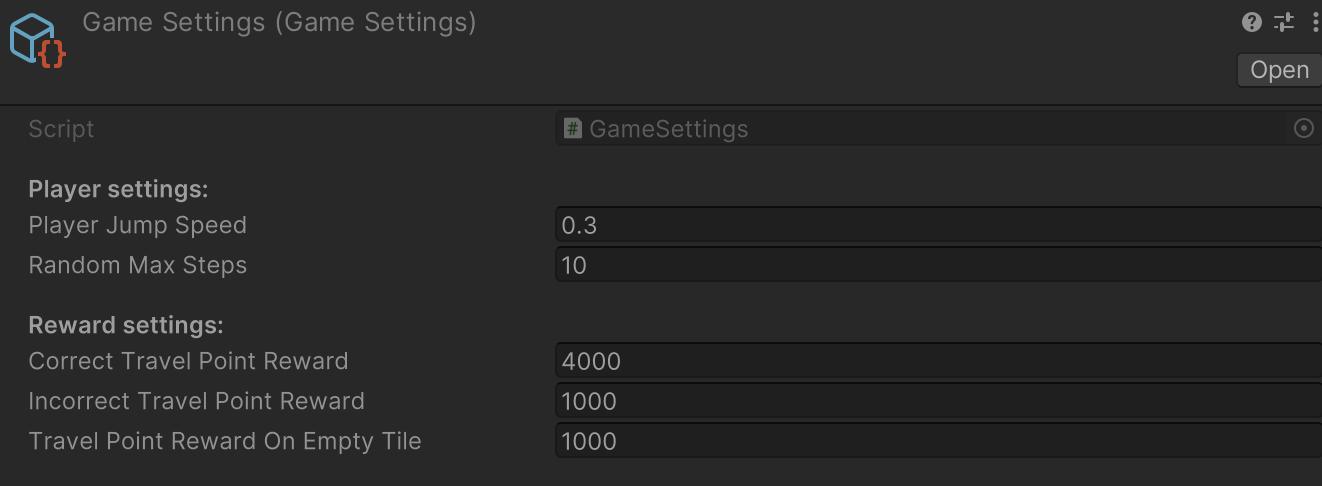 Game Settings (Game Settings)
Open
Script GameSettings
Player settings:
Player Jump Speed 0.3
Random Max Steps 10
Reward settings:
Correct Travel Point Reward 4000
Incorrect Travel Point Reward 1000
Travel Point Reward On Empty Tile 1000